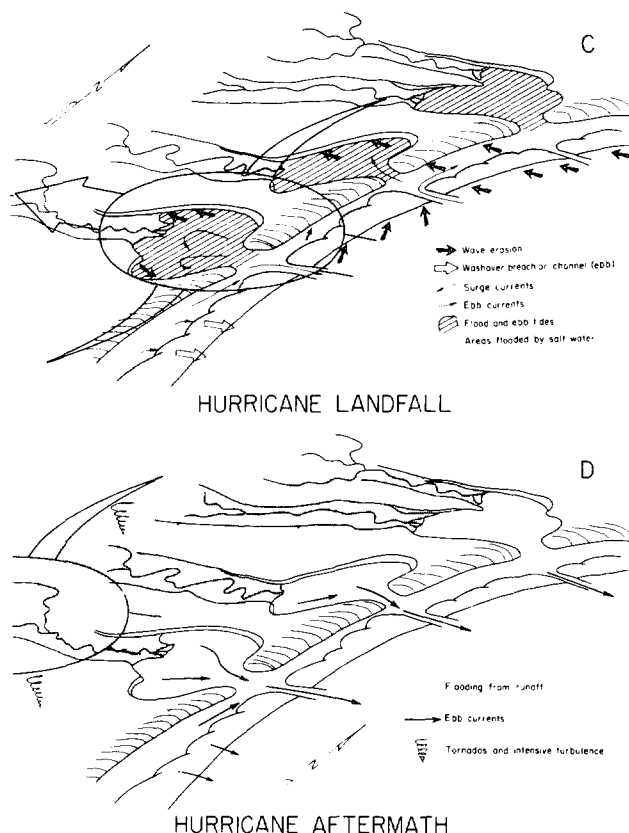 C
Wave erosion
Washover breach or channel (ebb)
Surge currents
Ebb currents
Flood and ebb tides
Areas flooded by salt water
HURRICANE LANDFALL
D
Flooding from runoff
Ebb currents
Tornados and intensive turbulence
HURRICANE AFTERMATH